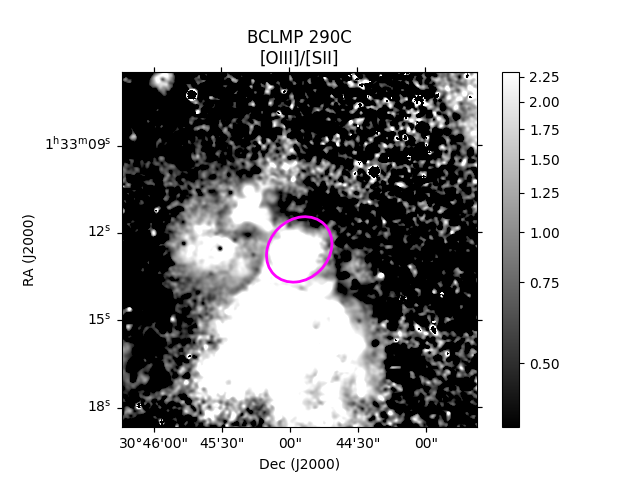 BCLMP 290C
[OIII]/[SII]
RA (J2000)
1ʰ33ᵐ09ˢ
12ˢ
15ˢ
18ˢ
30°46'00"
45'30"
00"
44'30"
00"
Dec (J2000)
2.25
2.00
1.75
1.50
1.25
1.00
0.75
0.50